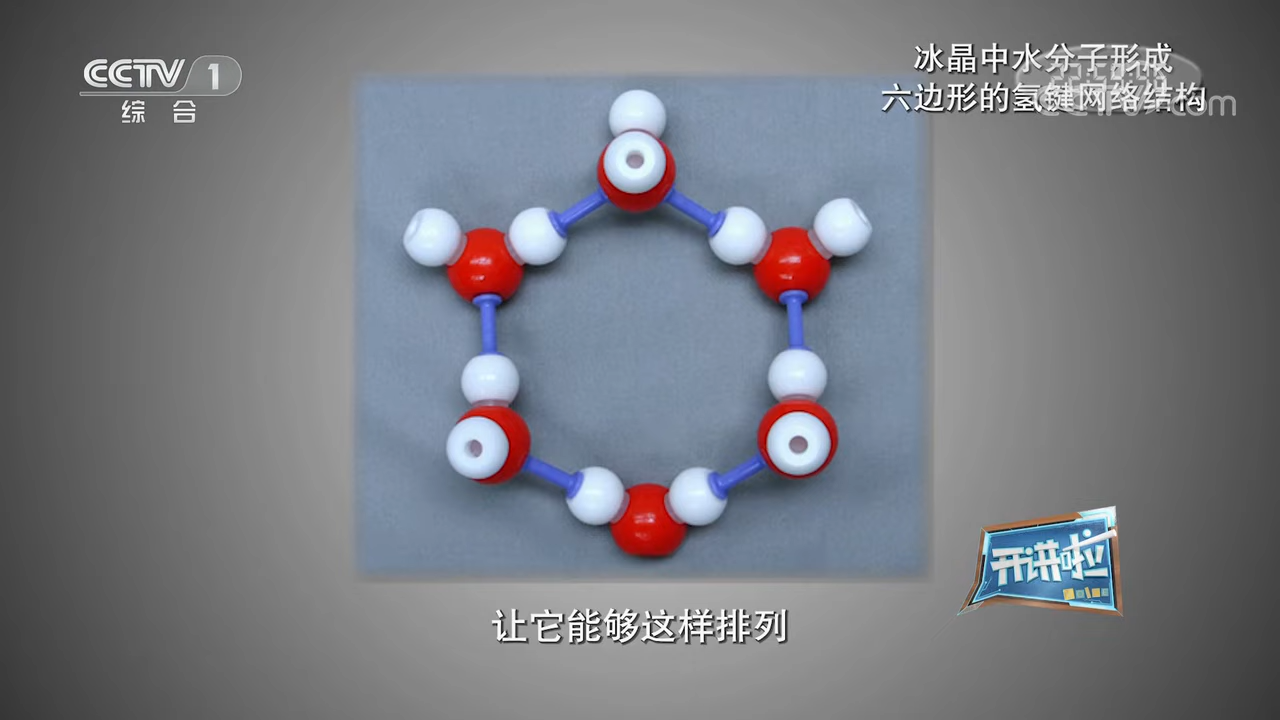 CCTV 1
综合
冰晶中水分子形成
六边形的氢键网络结构
开讲啦
让它能够这样排列